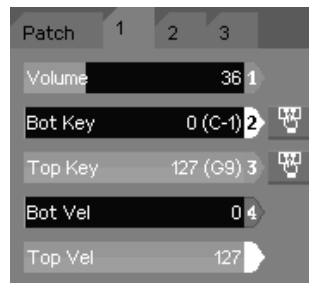 Patch 1 2 3
Volume 36 1
Bot Key 0 (C-1) 2
Top Key 127 (G9) 3
Bot Vel 0 4
Top Vel 127